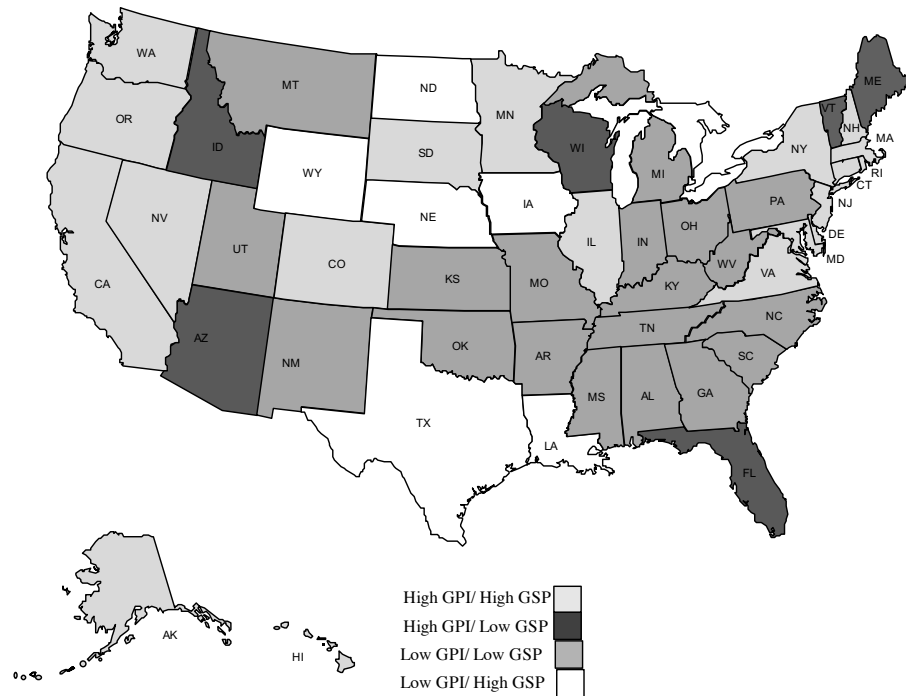 WA
MT
ND
MN
ME
VT
NH
OR
ID
WI
NY
MA
SD
WY
MI
RI
CT
IA
PA
NJ
NE
NV
OH
IL
IN
DE
UT
CO
WV
MD
CA
KS
MO
KY
VA
AZ
OK
TN
NC
NM
AR
SC
MS
AL
GA
TX
LA
FL
High GPI/ High GSP
High GPI/ Low GSP
AK
Low GPI/ Low GSP
HI
Low GPI/ High GSP